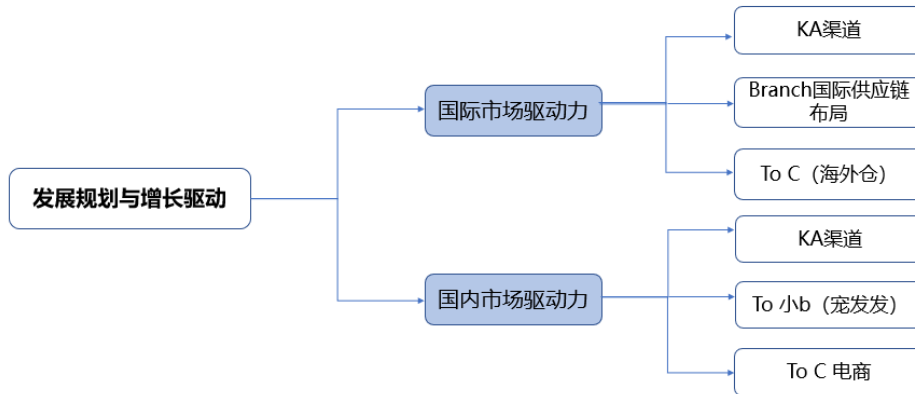 发展规划与增长驱动
国际市场驱动力
KA渠道
Branch国际供应链
布局
To C（海外仓）
国内市场驱动力
KA渠道
To 小b（宠发发）
To C 电商